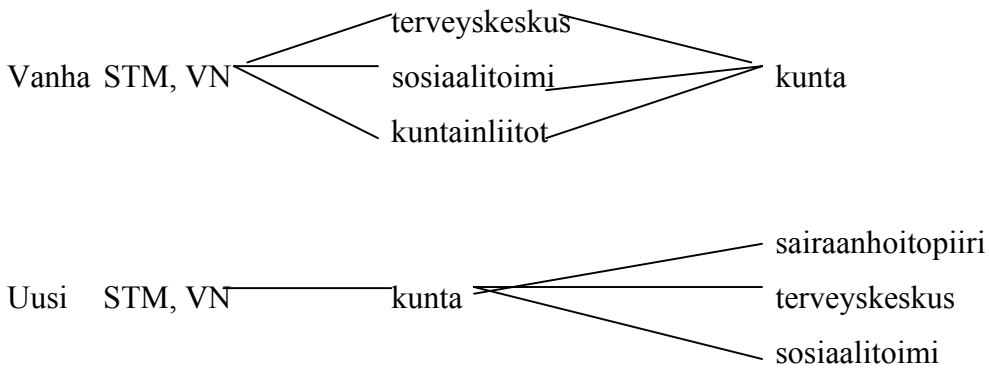 terveyskeskus
Vanha STM, VN sosiaalitoimi kunta
kuntainliitot
sairaanhoitopiiri
Uusi STM, VN kunta terveyskeskus
sosiaalitoimi